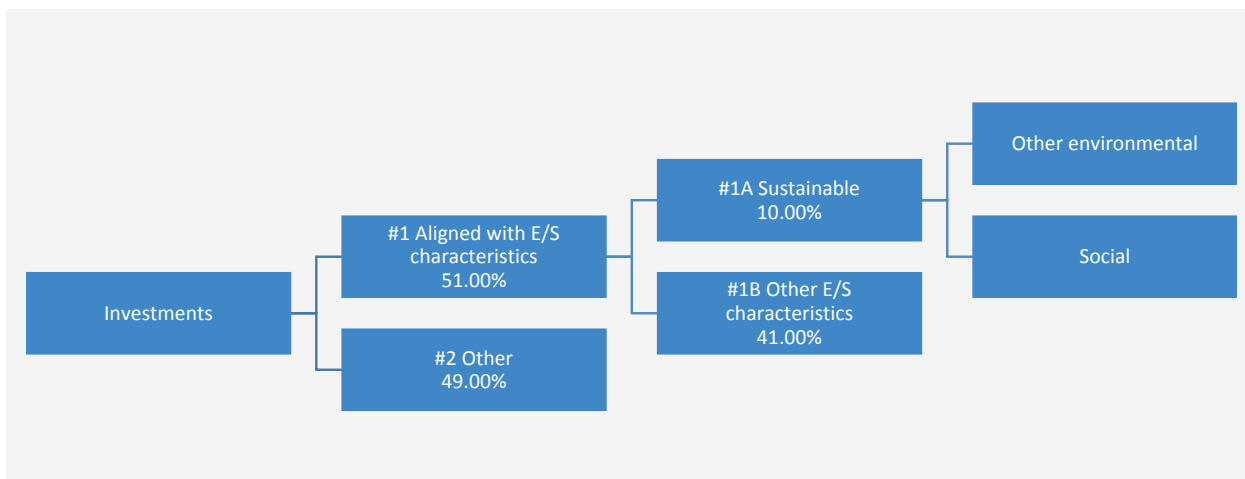 Investments
#1 Aligned with E/S
characteristics
51.00%
#2 Other
49.00%
#1A Sustainable
10.00%
#1B Other E/S
characteristics
41.00%
Other environmental
Social